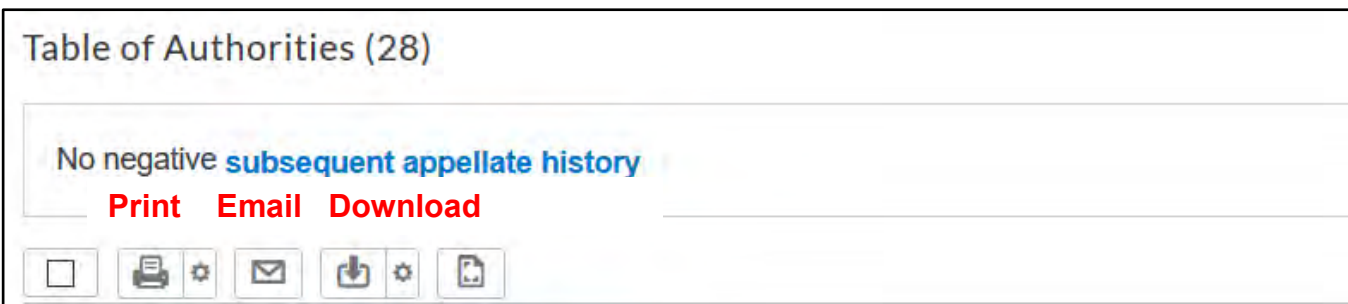 Table of Authorities (28)
No negative subsequent appellate history
Print Email Download